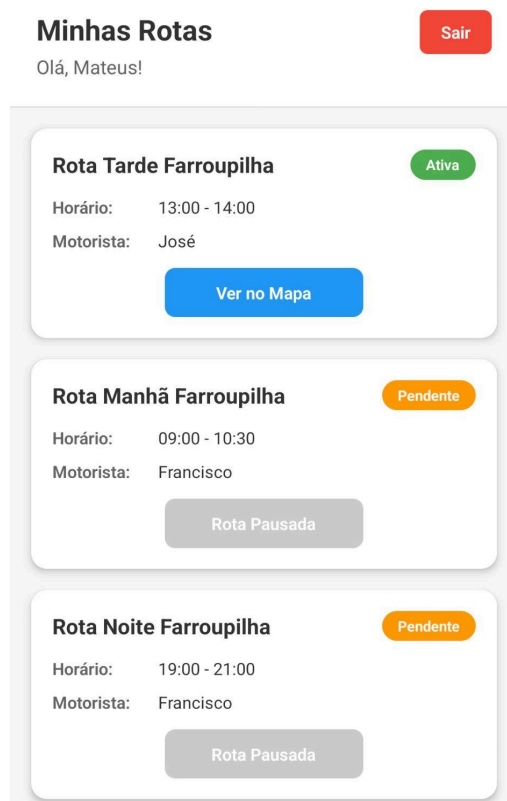 Minhas Rotas
Sair
Olá, Mateus!
Rota Tarde Farroupilha
Ativa
Horário: 13:00 - 14:00
Motorista: José
Ver no Mapa
Rota Manhã Farroupilha
Pendente
Horário: 09:00 - 10:30
Motorista: Francisco
Rota Pausada
Rota Noite Farroupilha
Pendente
Horário: 19:00 - 21:00
Motorista: Francisco
Rota Pausada